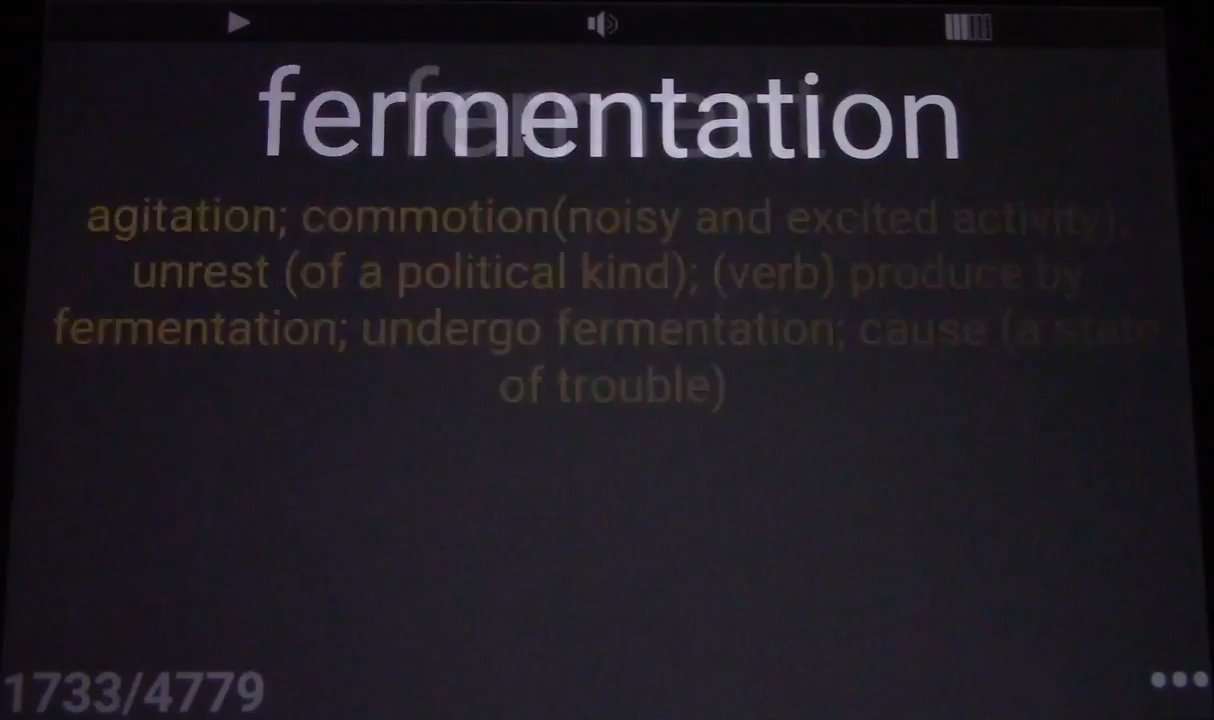 fermentation
ferment
agitation; commotion(noisy and excited activity);
unrest (of a political kind); (verb) produce by
fermentation; undergo fermentation; cause (a state
of trouble)
1733/4779